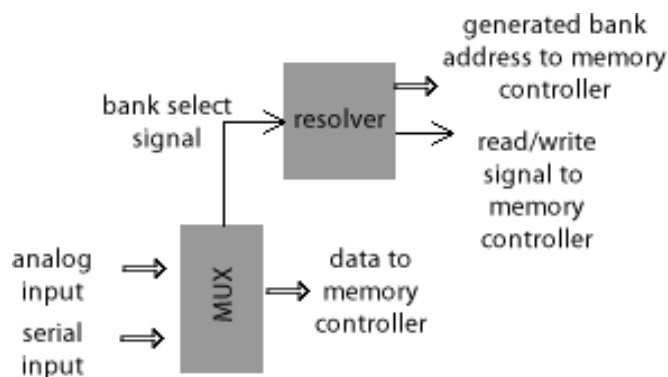 generated bank
address to memory
controller
bank select
signal
resolver
read/write
signal to
memory
controller
analog
input
MUX
data to
memory
controller
serial
input